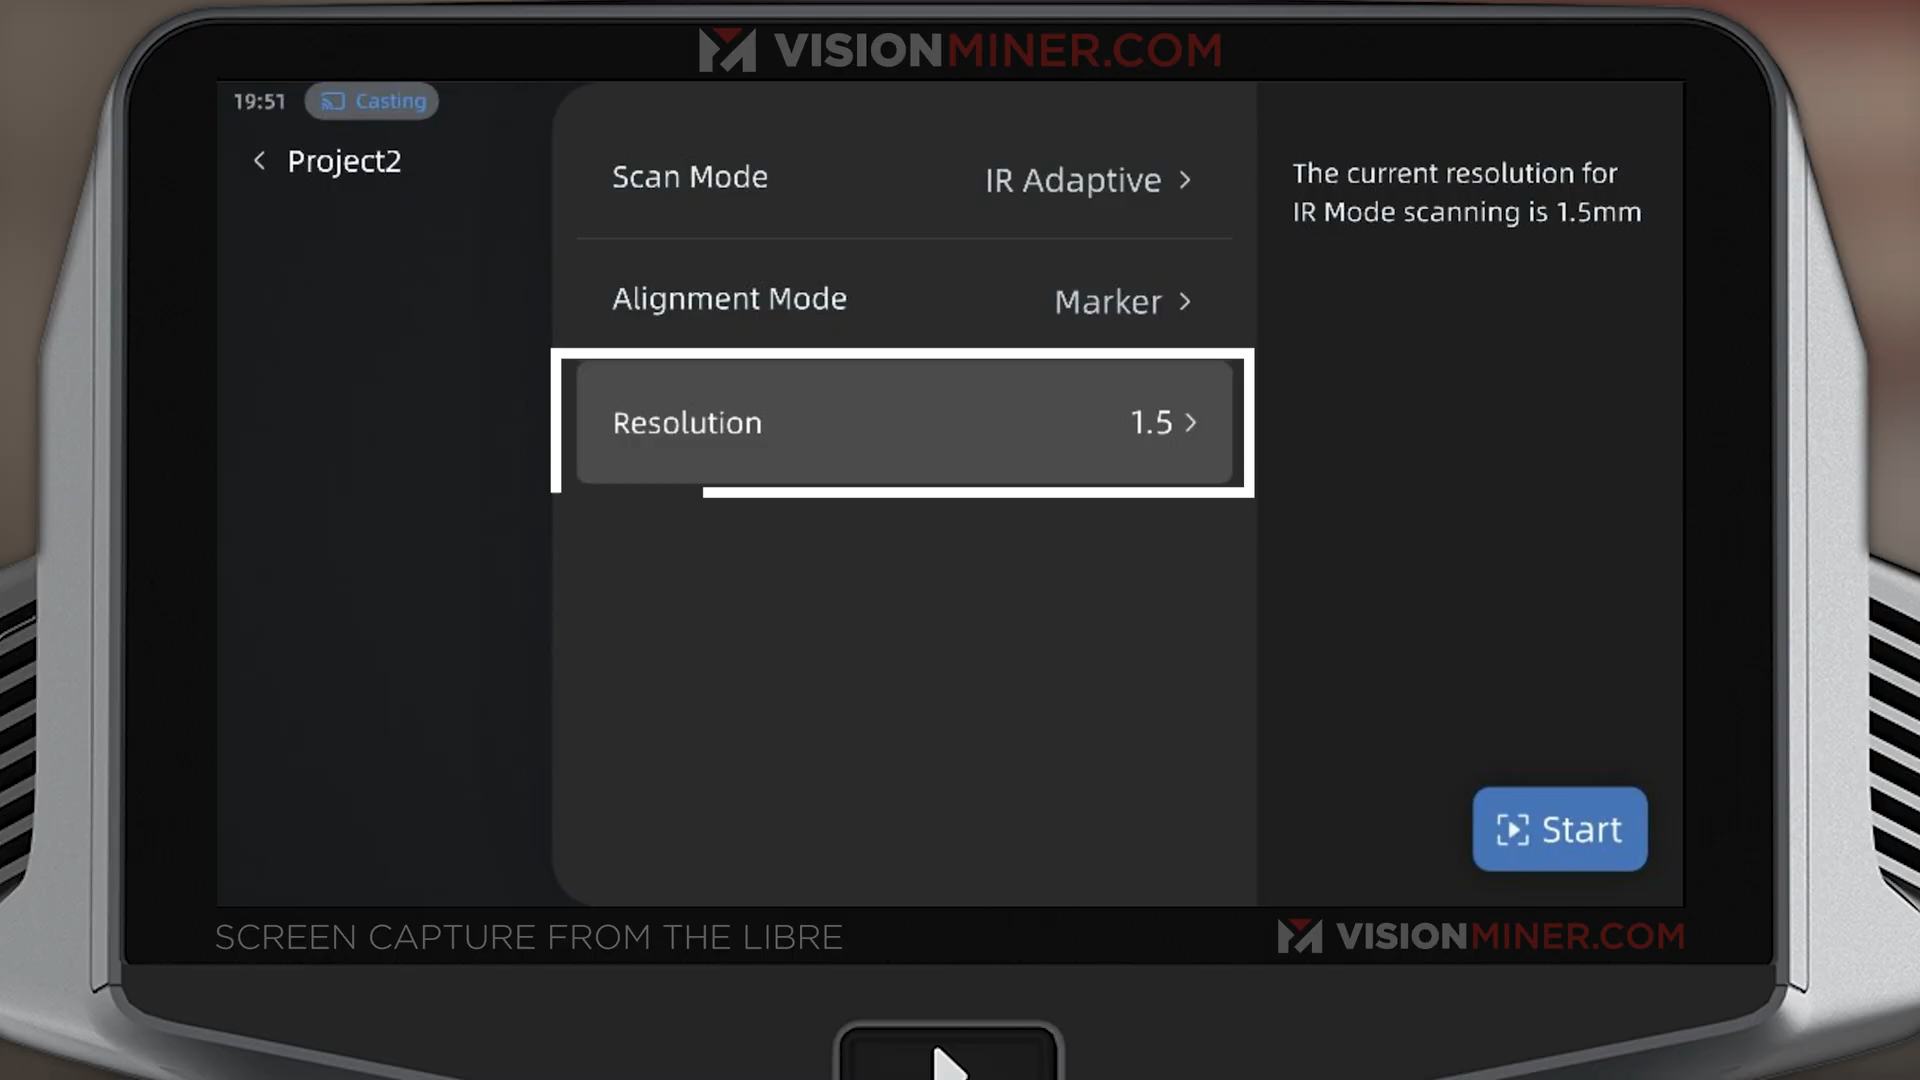 VISIONMINER.COM
19:51
Casting
Project2
Scan Mode
IR Adaptive
Alignment Mode
Marker
Resolution
1.5
The current resolution for
IR Mode scanning is 1.5mm
Start
SCREEN CAPTURE FROM THE LIBRE
VISIONMINER.COM